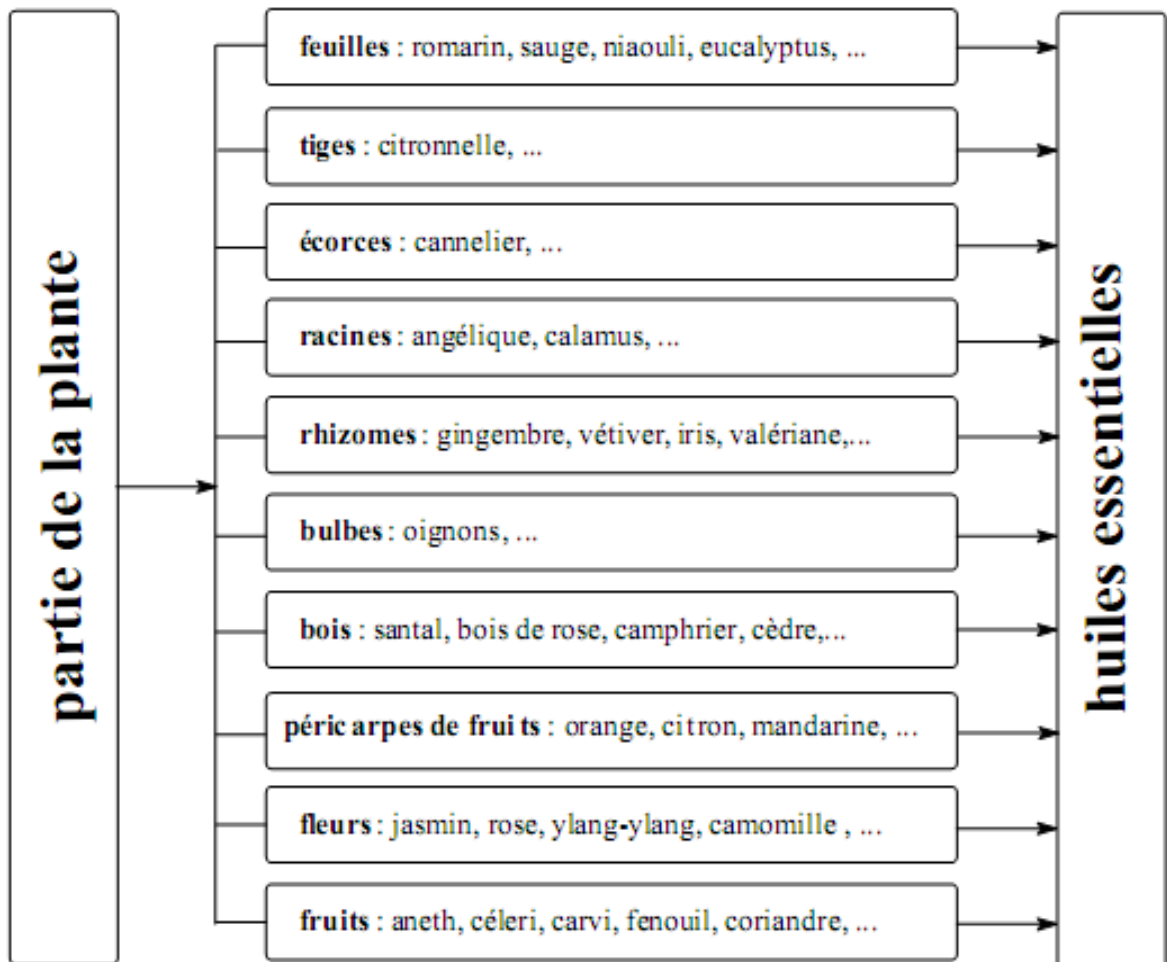 partie de la plante
feuilles : romarin, sauge, niaouli, eucalyptus, ...
tiges : citronnelle, ...
écorces : cannelier, ...
racines : angélique, calamus, ...
rhizomes : gingembre, vétiver, iris, valériane,...
bulbes : oignons, ...
bois : santal, bois de rose, camphrier, cèdre,...
péricarpes de fruits : orange, citron, mandarine, ...
fleurs : jasmin, rose, ylang-ylang, camomille , ...
fruits : aneth, céleri, carvi, fenouil, coriandre, ...
huiles essentielles